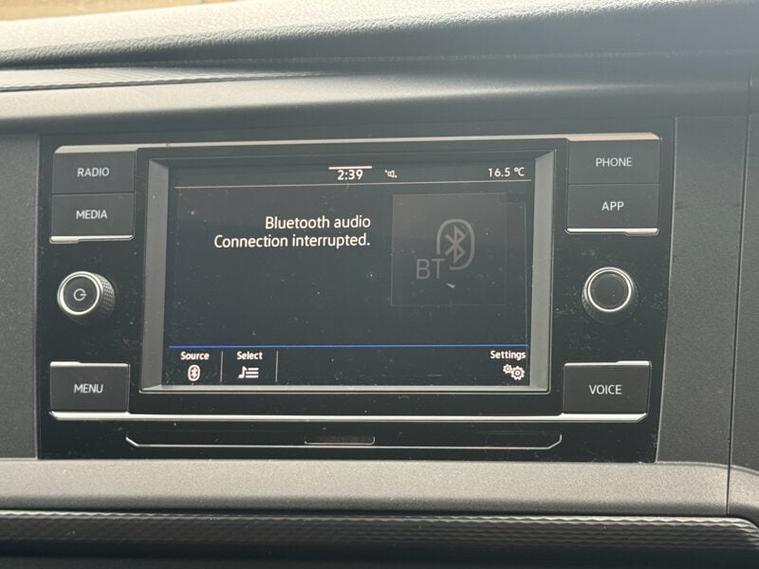 RADIO
MEDIA
MENU
2:39
16.5 °C
Bluetooth audio
Connection interrupted.
BT
Source
Select
Settings
PHONE
APP
VOICE